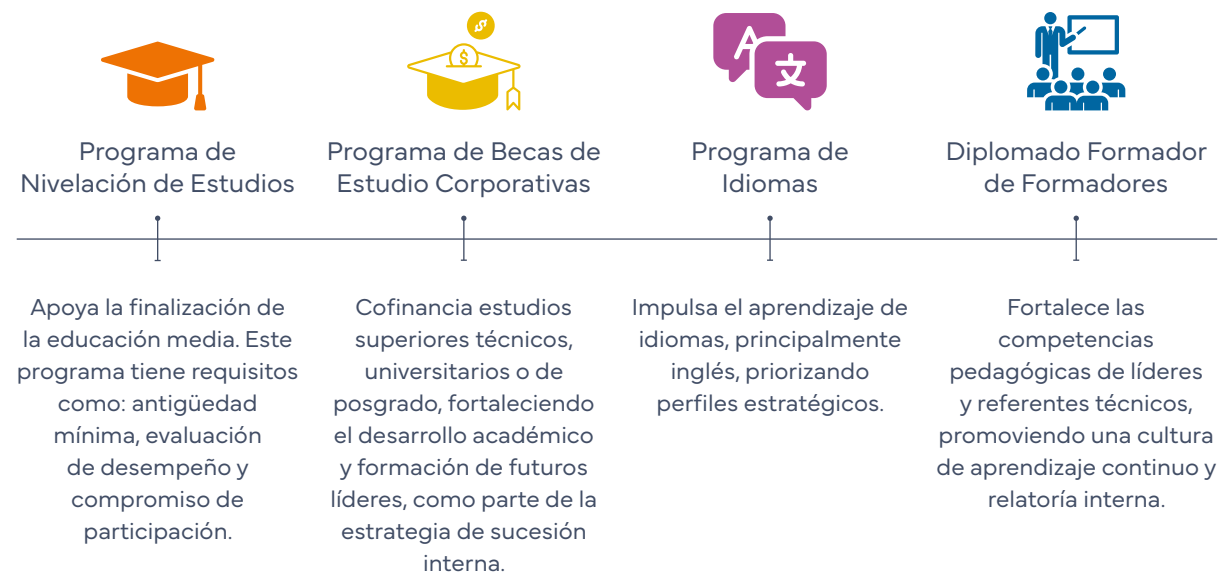 Programa de
Nivelación de Estudios
Apoya la finalización de
la educación media. Este
programa tiene requisitos
como: antigüedad
mínima, evaluación
de desempeño y
compromiso de
participación.
$
$
Programa de Becas de
Estudio Corporativas
Cofinancia estudios
superiores técnicos,
universitarios o de
posgrado, fortaleciendo
el desarrollo académico
y formación de futuros
líderes, como parte de la
estrategia de sucesión
interna.
A
文
Programa de
Idiomas
Impulsa el aprendizaje de
idiomas, principalmente
inglés, priorizando
perfiles estratégicos.
Diplomado Formador
de Formadores
Fortalece las
competencias
pedagógicas de líderes
y referentes técnicos,
promoviendo una cultura
de aprendizaje continuo y
relatoría interna.